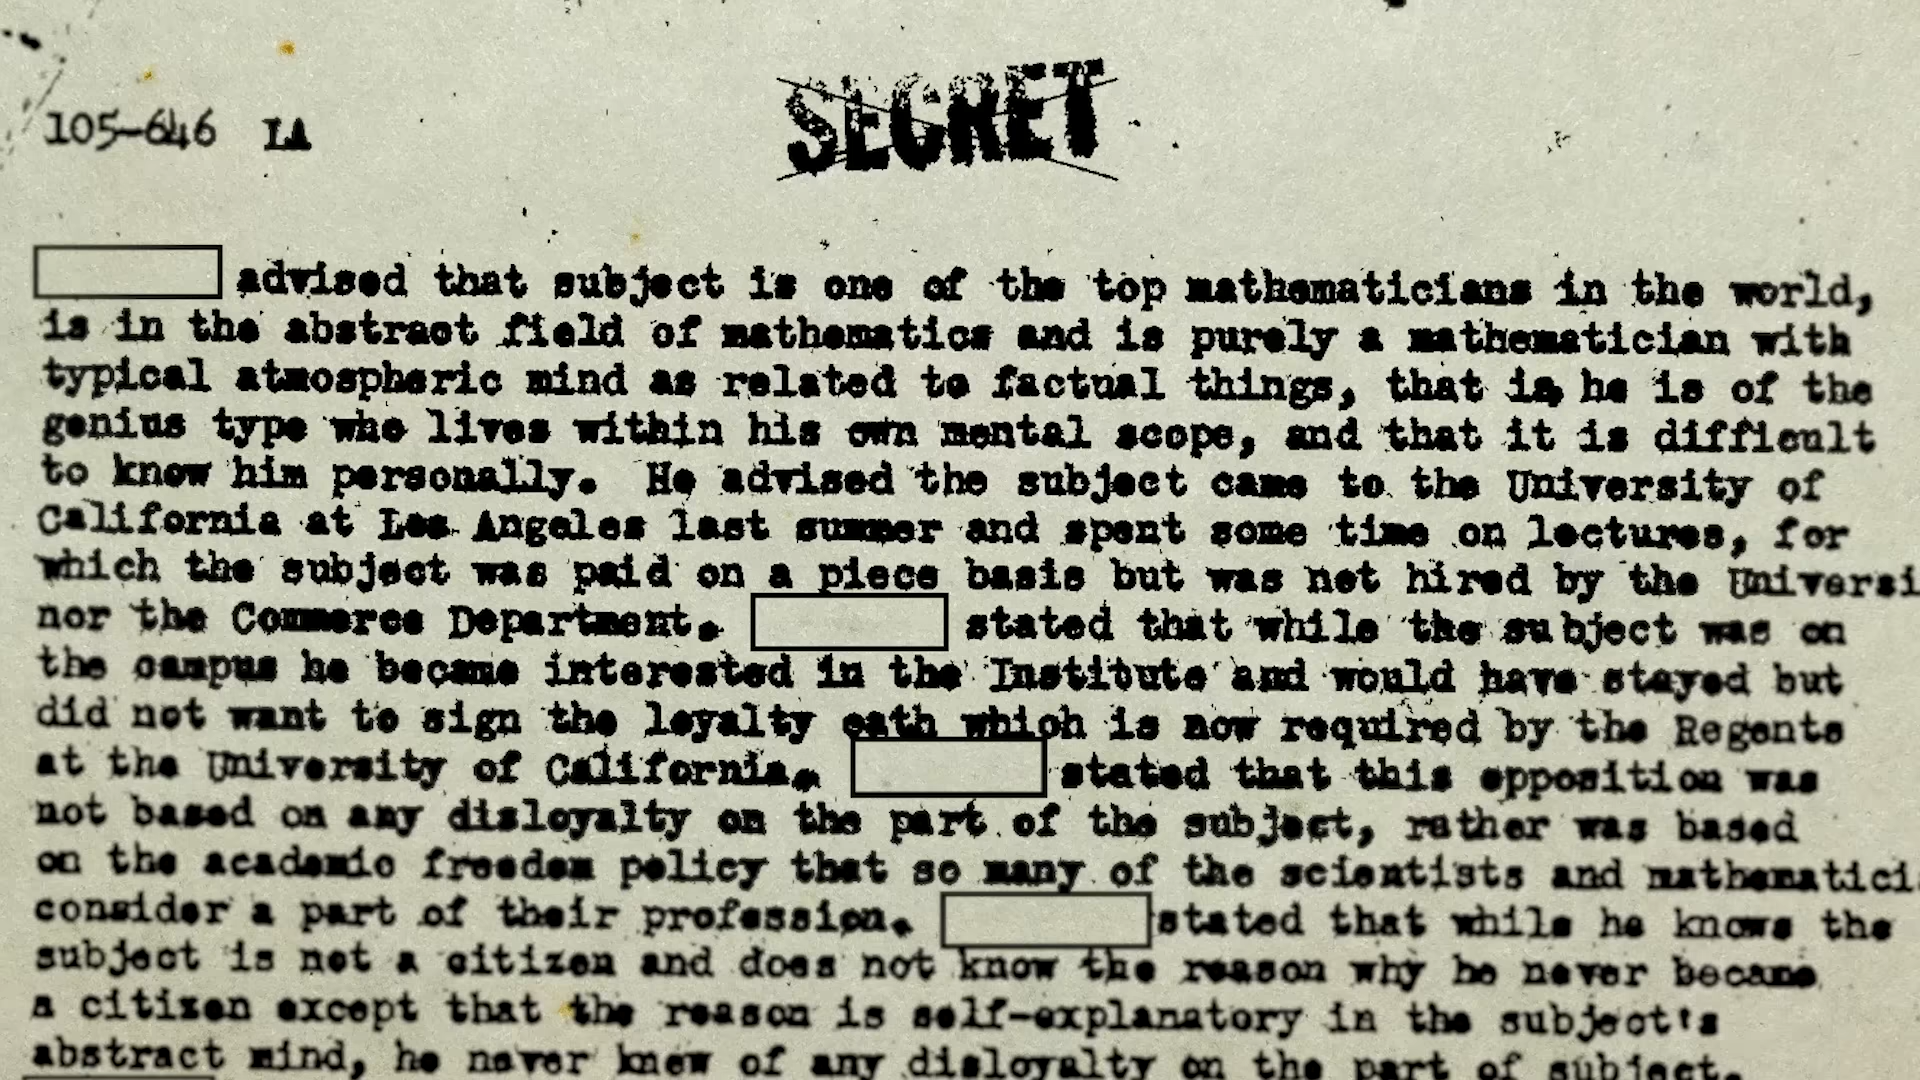 SECRET
105-646 LA
advised that subject is one of the top mathematicians in the world,
is in the abstract field of mathematics and is purely a mathematician with
typical atmospheric mind as related to factual things, that is, he is of the
genius type who lives within his own mental scope, and that it is difficult
to know him personally. He advised the subject came to the University of
California at Los Angeles last summer and spent some time on lectures, for
which the subject was paid on a piece basis but was not hired by the Universi
nor the Commerce Department. stated that while the subject was on
the campus he became interested in the Institute and would have stayed but
did not want to sign the loyalty oath which is now required by the Regents
at the University of California. stated that this opposition was
not based on any disloyalty on the part of the subject, rather was based
on the academic freedom policy that so many of the scientists and mathematici
consider a part of their profession. stated that while he knows the
subject is not a citizen and does not know the reason why he never became
a citizen except that the reason is self-explanatory in the subject's
abstract mind, he never knew of any disloyalty on the part of subject.